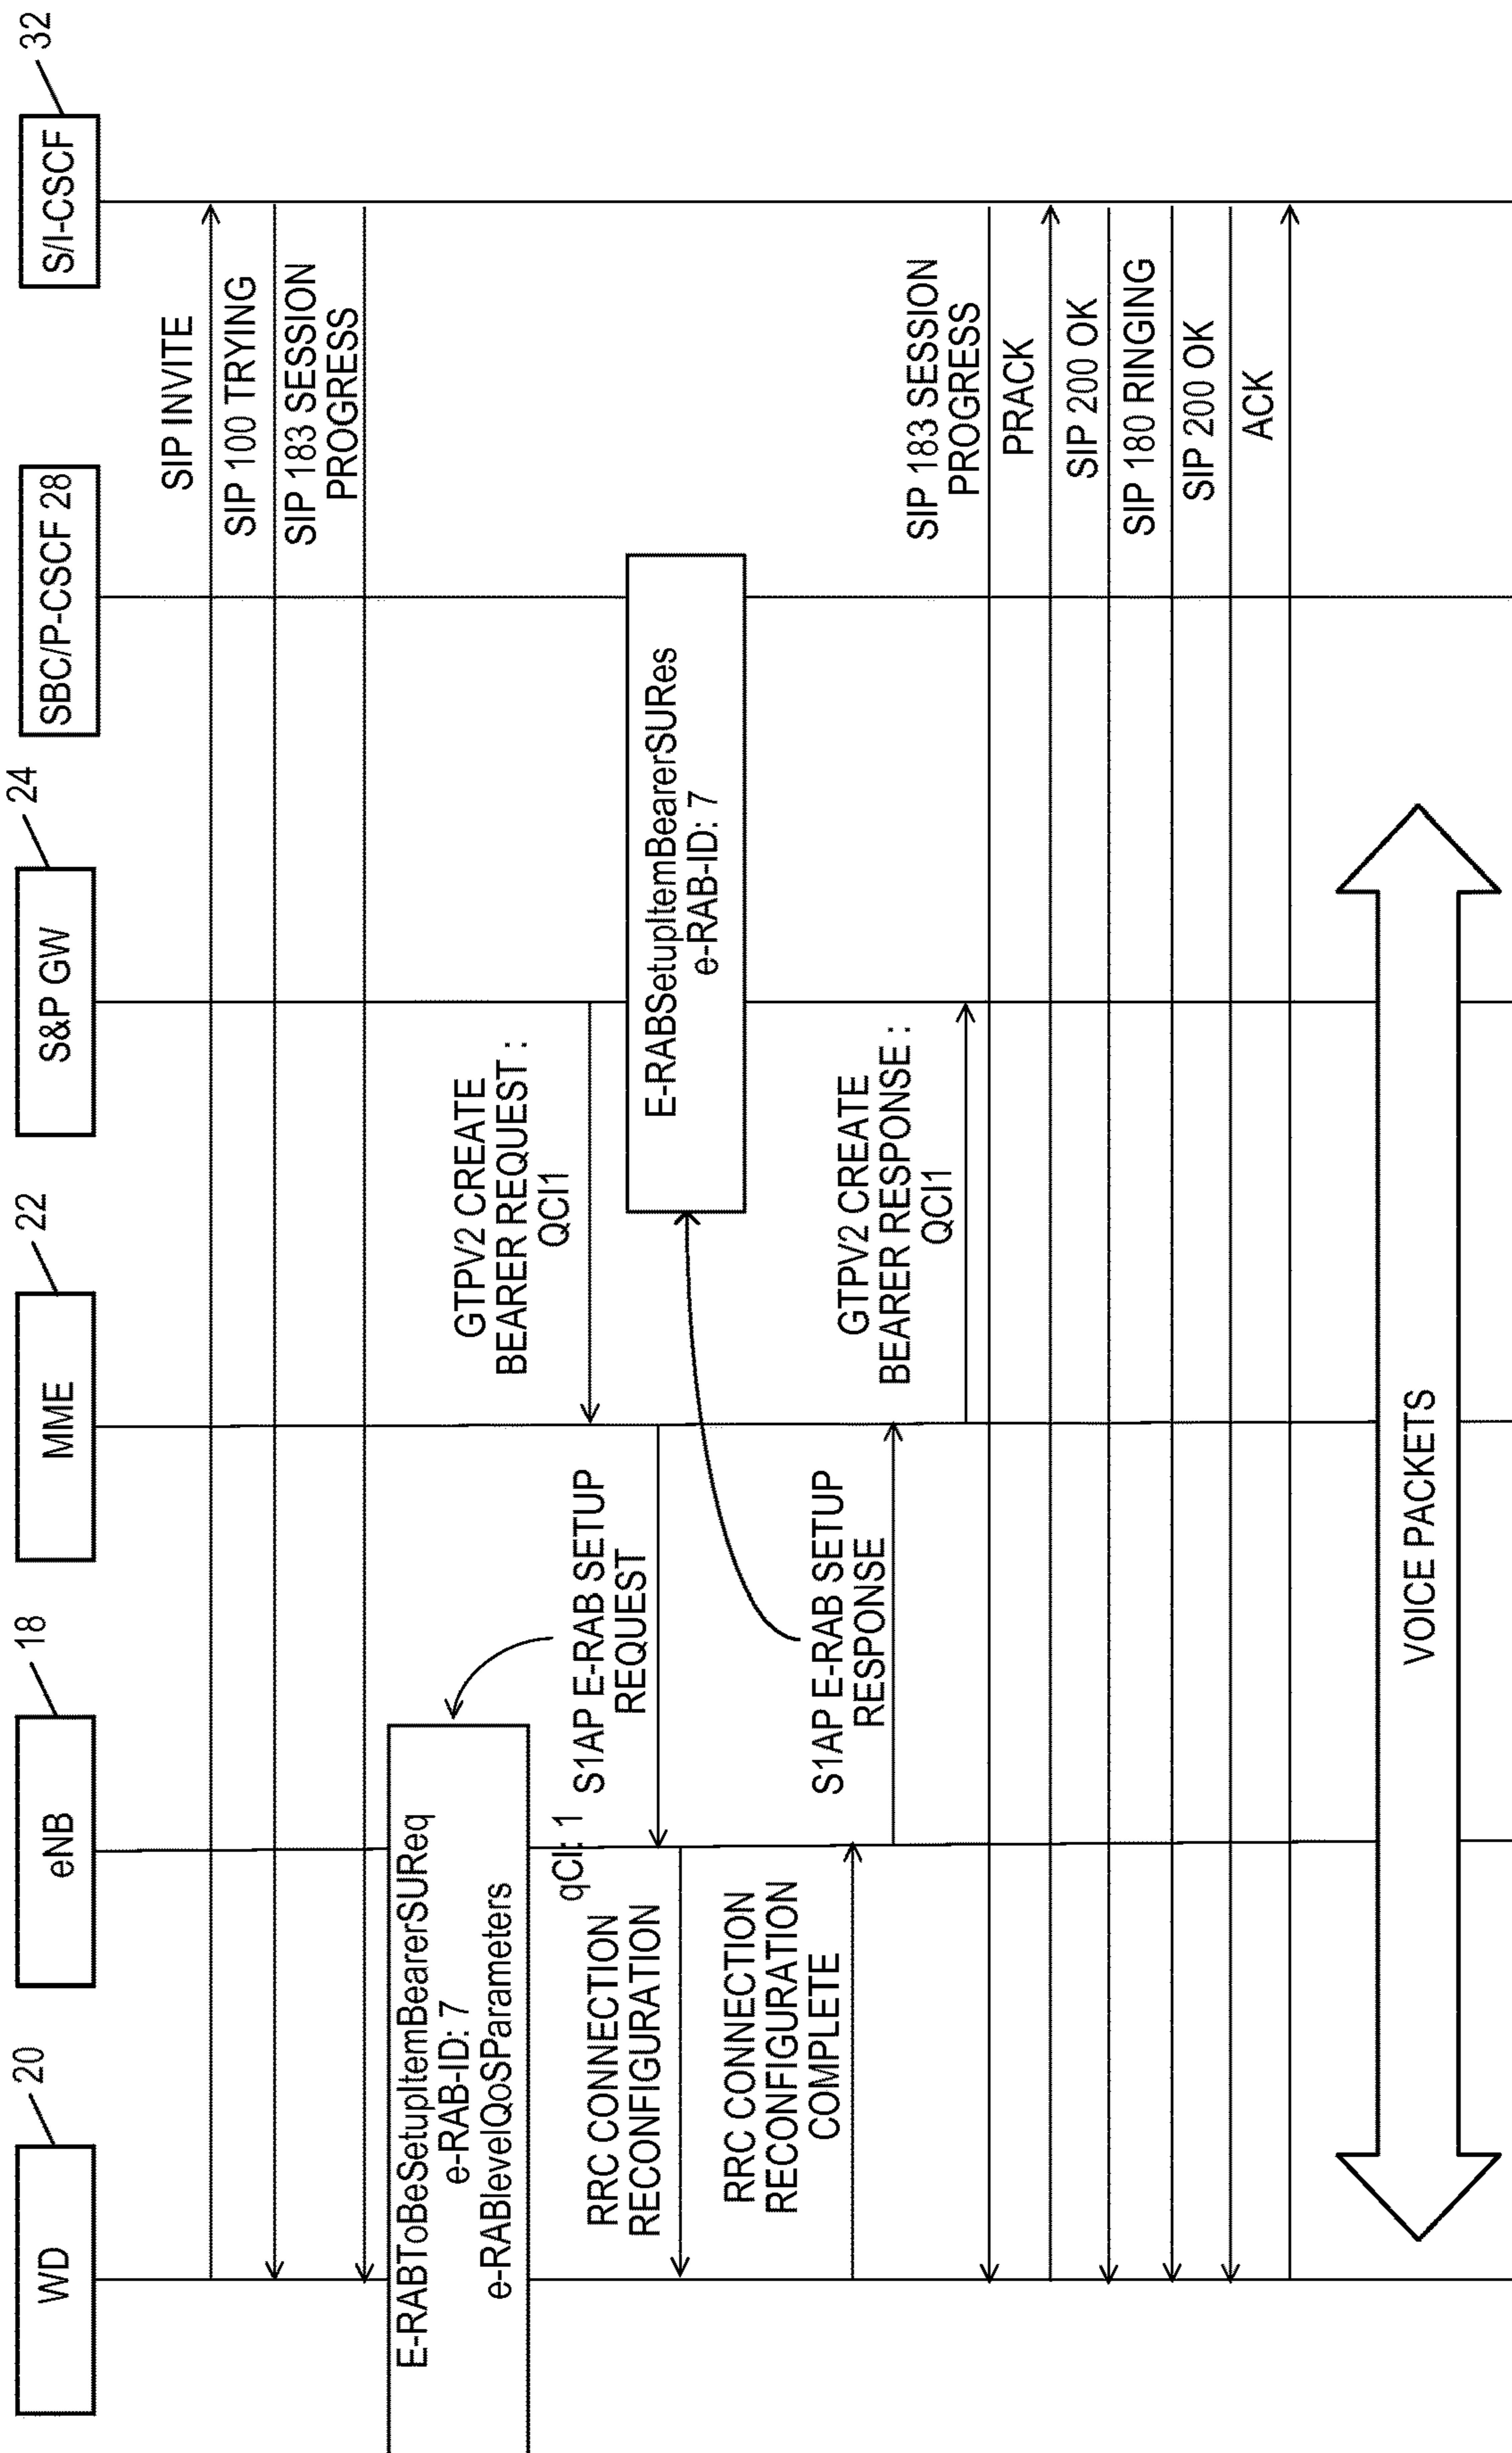 20
WD
18
eNB
22
MME
24
S&P GW
SBC/P-CSCF 28
32
S/I-CSCF
SIP INVITE
SIP 100 TRYING
SIP 183 SESSION
PROGRESS
E-RABToBeSetupItemBearerSUReq
e-RAB-ID: 7
e-RABlevelQoSParameters
qCI: 1
GTPV2 CREATE
BEARER REQUEST :
QCI1
S1AP E-RAB SETUP
REQUEST
RRC CONNECTION
RECONFIGURATION
E-RABSetupItemBearerSURes
e-RAB-ID: 7
RRC CONNECTION
RECONFIGURATION
COMPLETE
S1AP E-RAB SETUP
RESPONSE
GTPV2 CREATE
BEARER RESPONSE :
QCI1
SIP 183 SESSION
PROGRESS
PRACK
SIP 200 OK
SIP 180 RINGING
SIP 200 OK
ACK
VOICE PACKETS